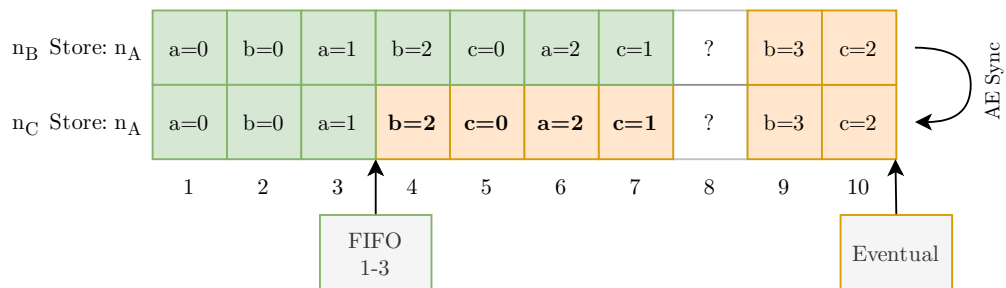 n_B Store: n_A a=0 b=0 a=1 b=2 c=0 a=2 c=1 ? b=3 c=2
n_C Store: n_A a=0 b=0 a=1 b=2 c=0 a=2 c=1 ? b=3 c=2
AE Sync
1 2 3 4 5 6 7 8 9 10
FIFO
1-3
Eventual